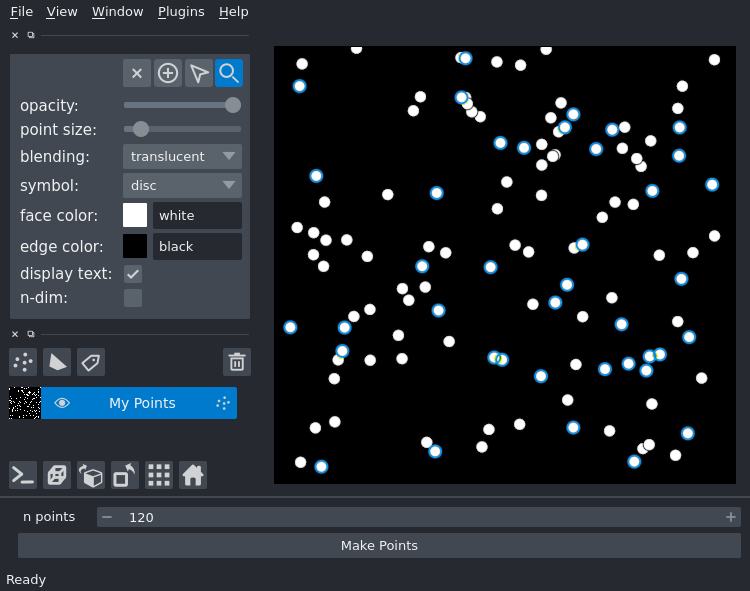 File View Window Plugins Help
opacity:
point size:
blending: translucent
symbol: disc
face color: white
edge color: black
display text:
n-dim:
My Points
n points 120
Make Points
Ready